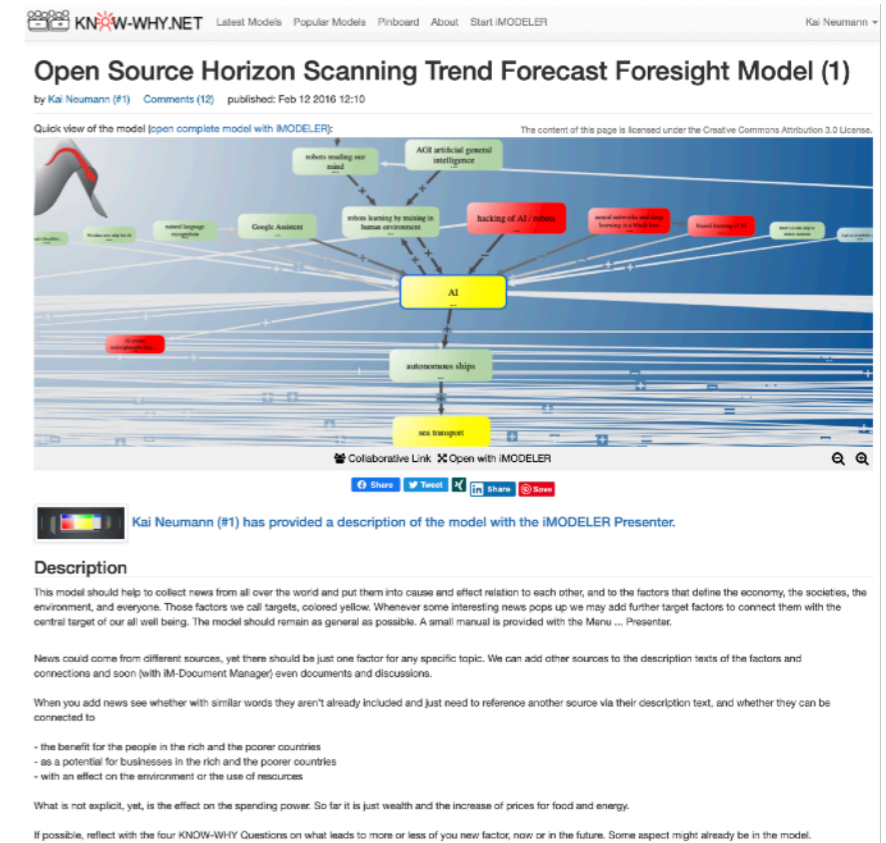 KNOW-WHY.NET Latest Models Popular Models Pinboard About Start iMODELER Kai Neumann
Open Source Horizon Scanning Trend Forecast Foresight Model (1)
by Kai Neumann (#1) Comments (12) published: Feb 12 2016 12:10
Quick view of the model (open complete model with iMODELER): The content of this page is licensed under the Creative Commons Attribution 3.0 License.
robots reading our
mind
AGI artificial general
intelligence
natural language
recognition
Google Assistent
robots learning by training in
human environment
hacking of AI / robots
neural networks and deep
learning is a black box
biased learning of AI
AI
autonomous ships
sea transport
Collaborative Link Open with iMODELER
Share Tweet Share Save
Kai Neumann (#1) has provided a description of the model with the iMODELER Presenter.
Description
This model should help to collect news from all over the world and put them into cause and effect relation to each other, and to the factors that define the economy, the societies, the
environment, and everyone. Those factors we call targets, colored yellow. Whenever some interesting news pops up we may add further target factors to connect them with the
central target of our all well being. The model should remain as general as possible. A small manual is provided with the Menu ... Presenter.
News could come from different sources, yet there should be just one factor for any specific topic. We can add other sources to the description texts of the factors and
connections and soon (with iM-Document Manager) even documents and discussions.
When you add news see whether with similar words they aren't already included and just need to reference another source via their description text, and whether they can be
connected to
- the benefit for the people in the rich and the poorer countries
- as a potential for businesses in the rich and the poorer countries
- with an effect on the environment or the use of resources
What is not explicit, yet, is the effect on the spending power. So far it is just wealth and the increase of prices for food and energy.
If possible, reflect with the four KNOW-WHY Questions on what leads to more or less of you new factor, now or in the future. Some aspect might already be in the model.